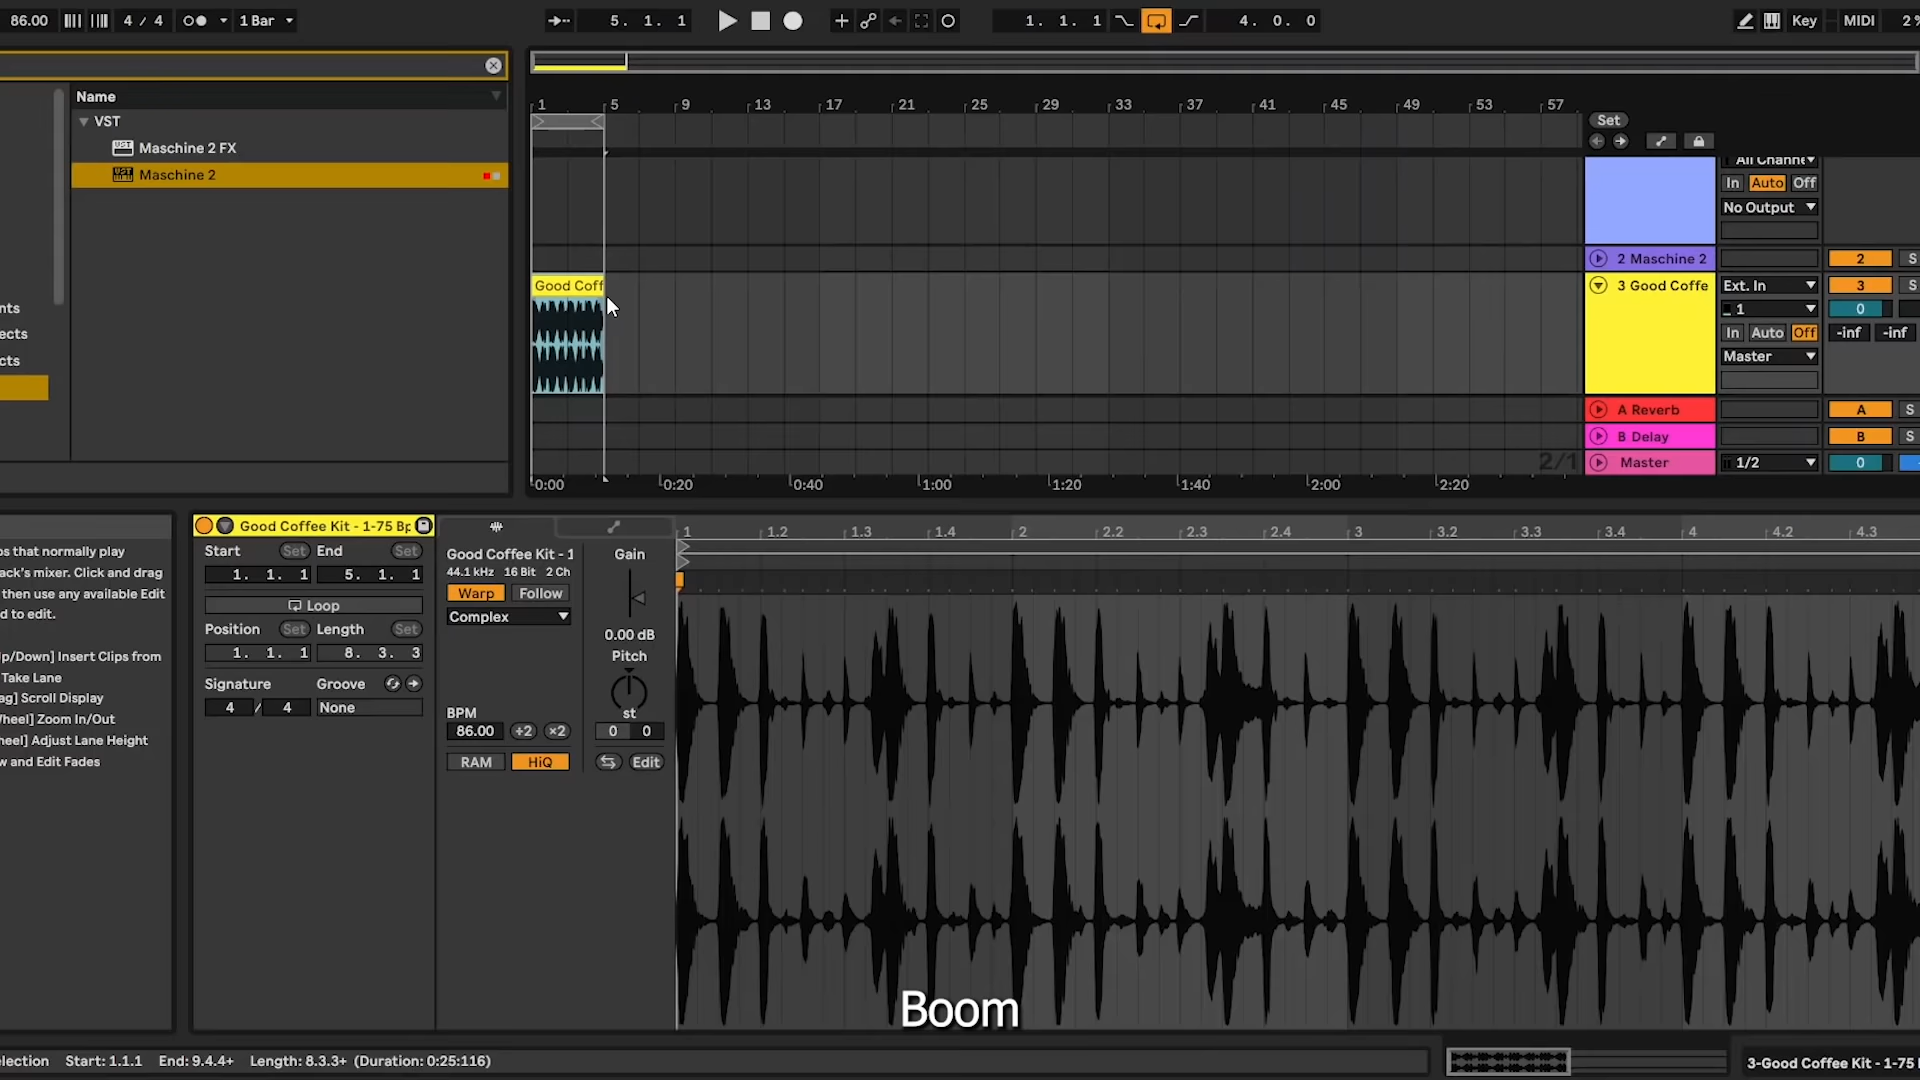 86.00 4 / 4 1 Bar 5. 1. 1 1. 1. 1 4. 0. 0 Key MIDI 2 %
Name
VST
Maschine 2 FX
Maschine 2
nts
ects
cts
1 5 9 13 17 21 25 29 33 37 41 45 49 53 57
Set
All Channe
In Auto Off
No Output
2 Maschine 2 2 S
Good Coff
3 Good Coffe Ext. In 3 S
1 0
In Auto Off -inf -inf
Master
A Reverb A S
B Delay B S
2/1 Master 1/2 0
0:00 0:20 0:40 1:00 1:20 1:40 2:00 2:20
ps that normally play
ack's mixer. Click and drag
then use any available Edit
d to edit.
Up/Down] Insert Clips from
Take Lane
ag] Scroll Display
Wheel] Zoom In/Out
heel] Adjust Lane Height
w and Edit Fades
Good Coffee Kit - 1-75 Bp
Start Set End Set
1. 1. 1 5. 1. 1
Loop
Position Set Length Set
1. 1. 1 8. 3. 3
Signature Groove
4 / 4 None
Good Coffee Kit - 1
44.1 kHz 16 Bit 2 Ch
Warp Follow
Complex
BPM
86.00 ÷2 ×2
RAM HiQ
Gain
0.00 dB
Pitch
st
0 0
Edit
1 1.2 1.3 1.4 2 2.2 2.3 2.4 3 3.2 3.3 3.4 4 4.2 4.3
Boom
election Start: 1.1.1 End: 9.4.4+ Length: 8.3.3+ (Duration: 0:25:116)
3-Good Coffee Kit - 1-75